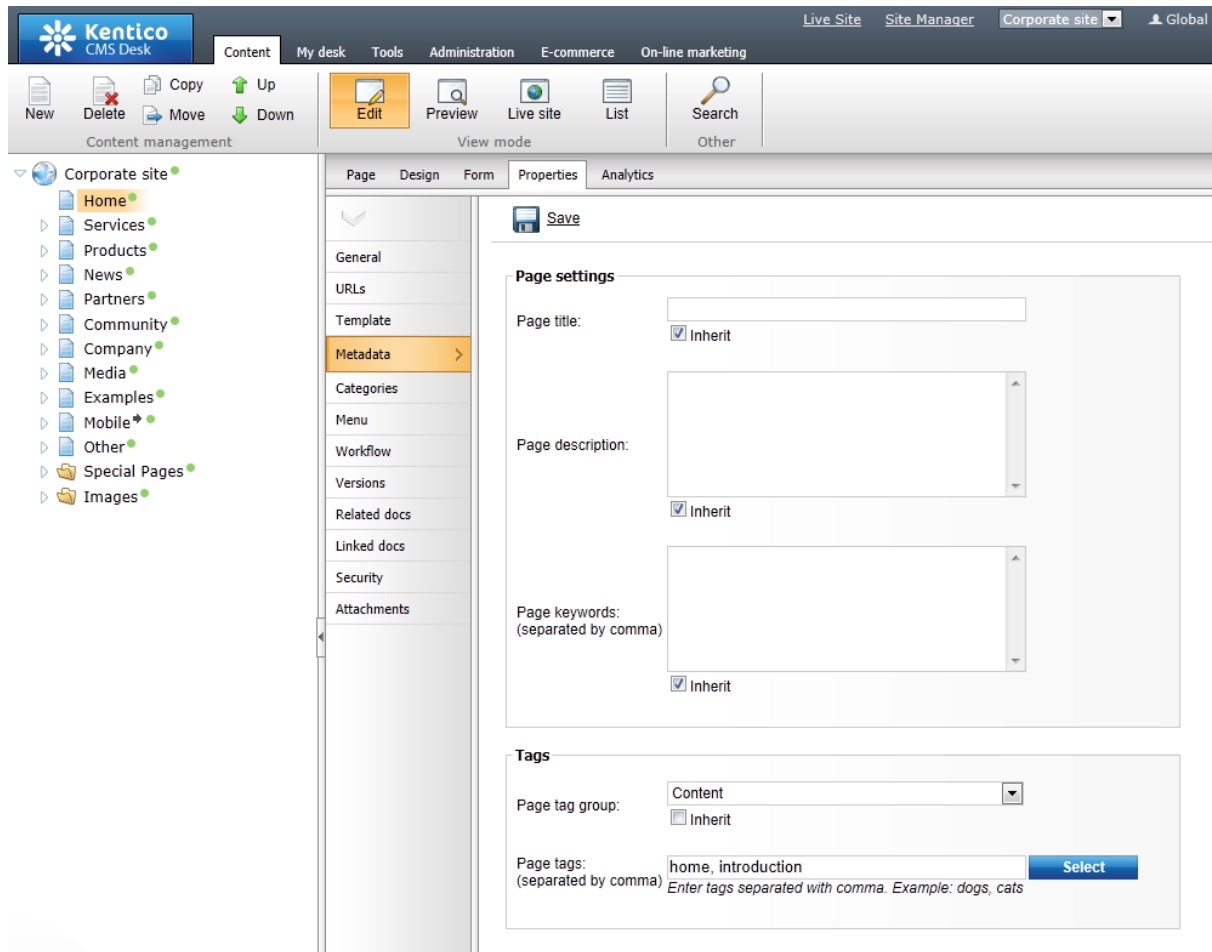 Live Site Site Manager Corporate site Global
Kentico
CMS Desk
Content My desk Tools Administration E-commerce On-line marketing
New Delete Copy Move Up Down
Content management
Edit Preview Live site List
View mode
Search
Other
Corporate site
Home
Services
Products
News
Partners
Community
Company
Media
Examples
Mobile
Other
Special Pages
Images
Page Design Form Properties Analytics
General
URLs
Template
Metadata
Categories
Menu
Workflow
Versions
Related docs
Linked docs
Security
Attachments
Save
Page settings
Page title:
Inherit
Page description:
Inherit
Page keywords:
(separated by comma)
Inherit
Tags
Page tag group: Content
Inherit
Page tags:
(separated by comma) home, introduction Select
Enter tags separated with comma. Example: dogs, cats